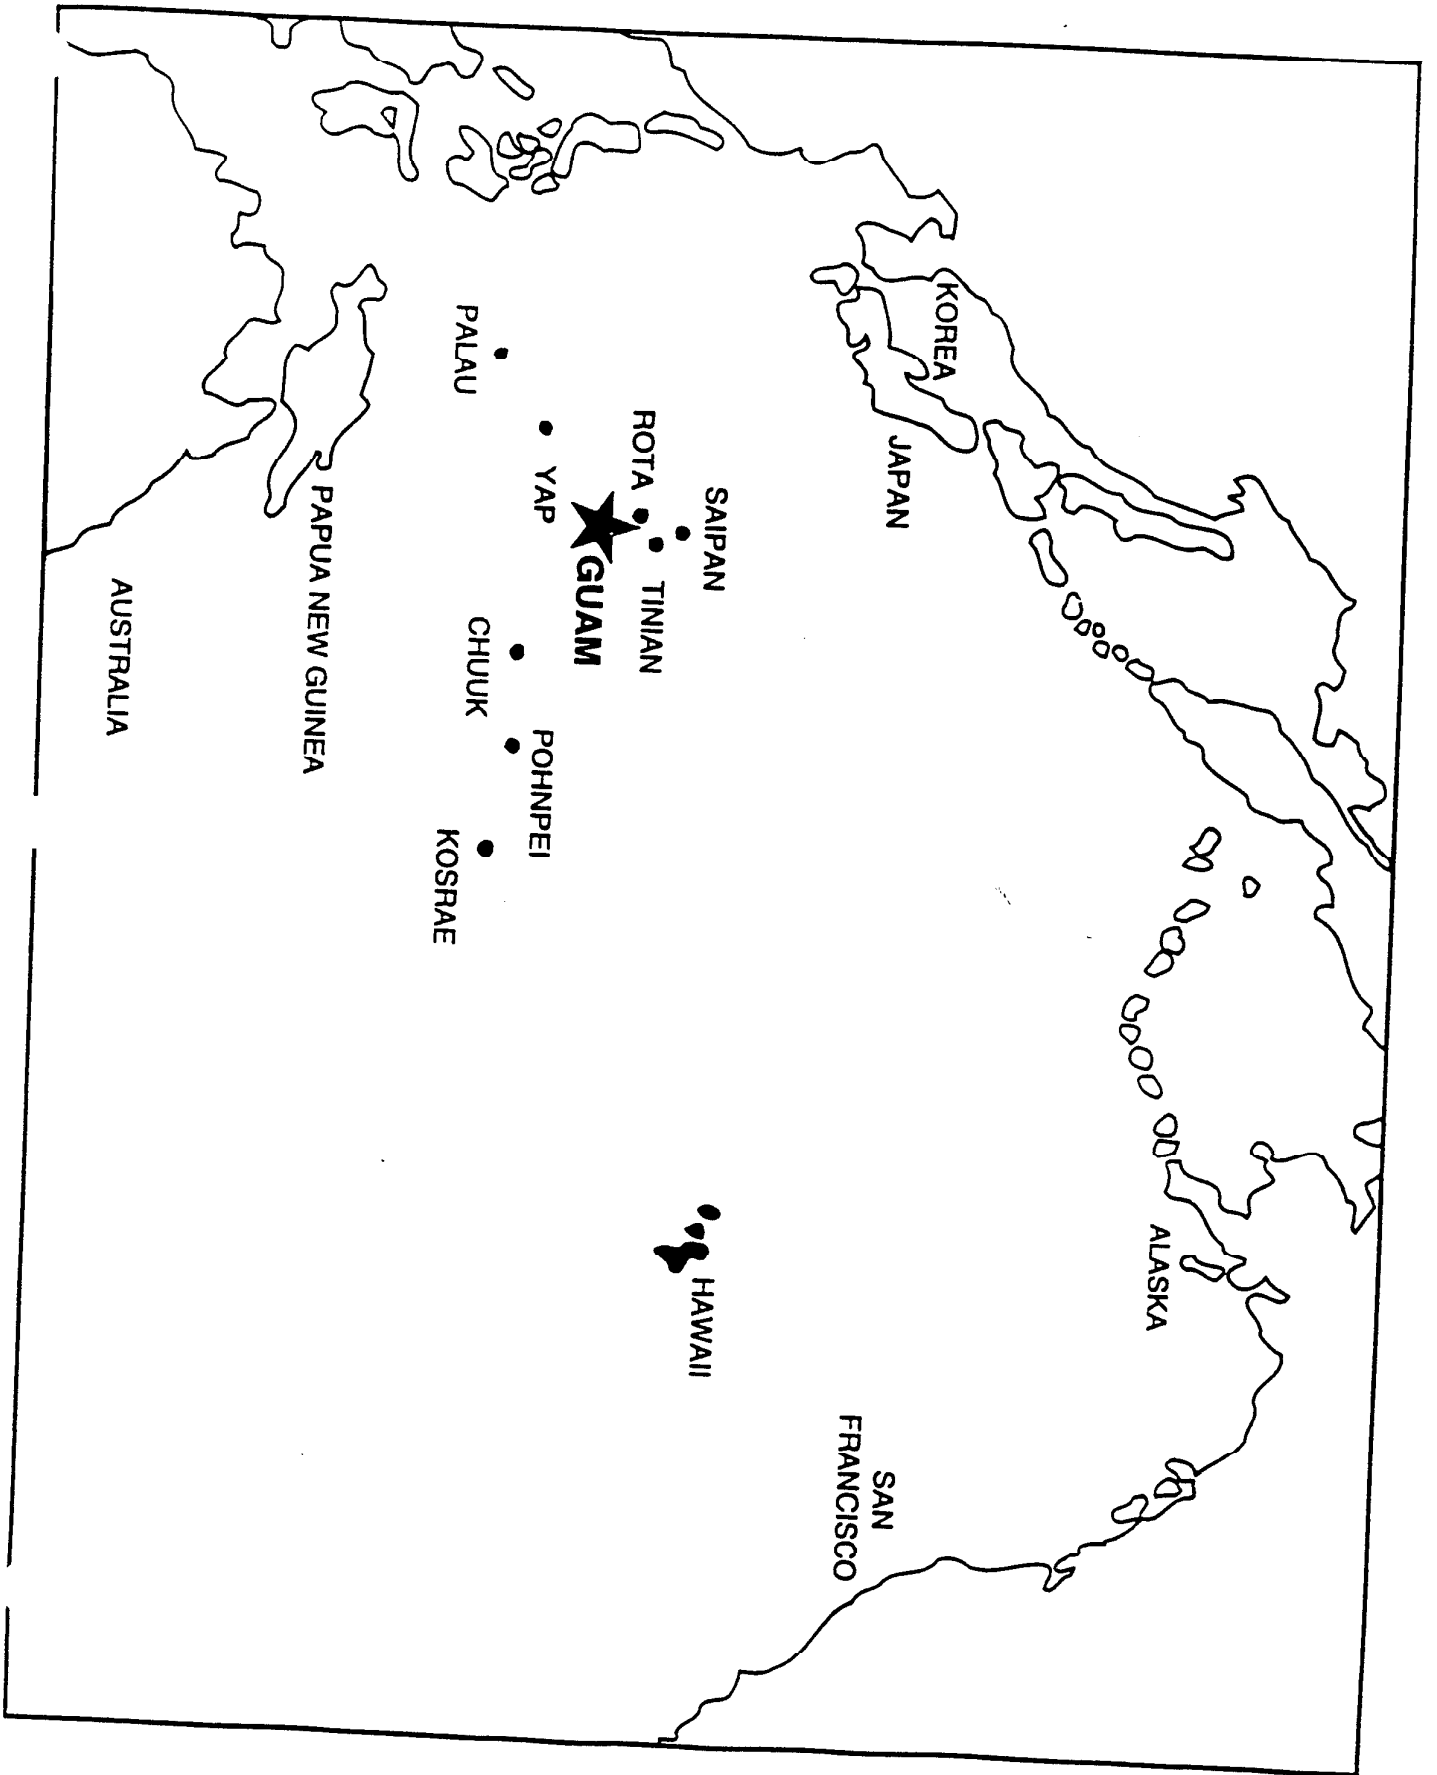 ALASKA
KOREA
JAPAN
SAN
FRANCISCO
SAIPAN
HAWAII
ROTA
TINIAN
GUAM
YAP
POHNPEI
PALAU
CHUUK
KOSRAE
PAPUA NEW GUINEA
AUSTRALIA